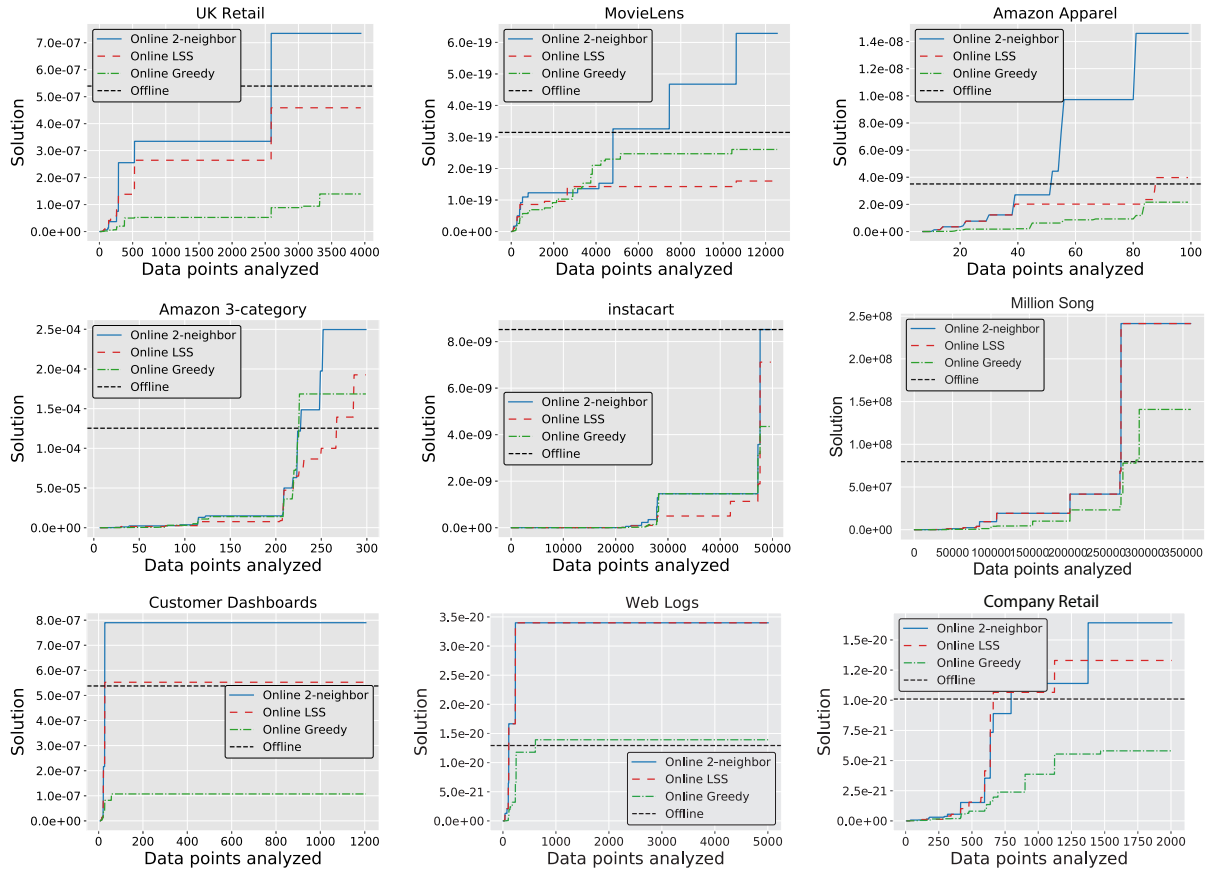 UK Retail
7.0e-07
6.0e-07
5.0e-07
4.0e-07
3.0e-07
2.0e-07
1.0e-07
0.0e+00
Solution
Online 2-neighbor
Online LSS
Online Greedy
Offline
0 500 1000 1500 2000 2500 3000 3500 4000
Data points analyzed
MovieLens
6.0e-19
5.0e-19
4.0e-19
3.0e-19
2.0e-19
1.0e-19
0.0e+00
Solution
Online 2-neighbor
Online LSS
Online Greedy
Offline
0 2000 4000 6000 8000 10000 12000
Data points analyzed
Amazon Apparel
1.4e-08
1.2e-08
1.0e-08
8.0e-09
6.0e-09
4.0e-09
2.0e-09
0.0e+00
Solution
Online 2-neighbor
Online LSS
Online Greedy
Offline
20 40 60 80 100
Data points analyzed
Amazon 3-category
2.5e-04
2.0e-04
1.5e-04
1.0e-04
5.0e-05
0.0e+00
Solution
Online 2-neighbor
Online LSS
Online Greedy
Offline
0 50 100 150 200 250 300
Data points analyzed
instacart
8.0e-09
6.0e-09
4.0e-09
2.0e-09
0.0e+00
Solution
Online 2-neighbor
Online LSS
Online Greedy
Offline
0 10000 20000 30000 40000 50000
Data points analyzed
Million Song
2.5e+08
2.0e+08
1.5e+08
1.0e+08
5.0e+07
0.0e+00
Solution
Online 2-neighbor
Online LSS
Online Greedy
Offline
0 50000 100000 150000 200000 250000 300000 350000
Data points analyzed
Customer Dashboards
8.0e-07
7.0e-07
6.0e-07
5.0e-07
4.0e-07
3.0e-07
2.0e-07
1.0e-07
0.0e+00
Solution
Online 2-neighbor
Online LSS
Online Greedy
Offline
0 200 400 600 800 1000 1200
Data points analyzed
Web Logs
3.5e-20
3.0e-20
2.5e-20
2.0e-20
1.5e-20
1.0e-20
5.0e-21
0.0e+00
Solution
Online 2-neighbor
Online LSS
Online Greedy
Offline
0 1000 2000 3000 4000 5000
Data points analyzed
Company Retail
1.5e-20
1.2e-20
1.0e-20
7.5e-21
5.0e-21
2.5e-21
0.0e+00
Solution
Online 2-neighbor
Online LSS
Online Greedy
Offline
0 250 500 750 1000 1250 1500 1750 2000
Data points analyzed